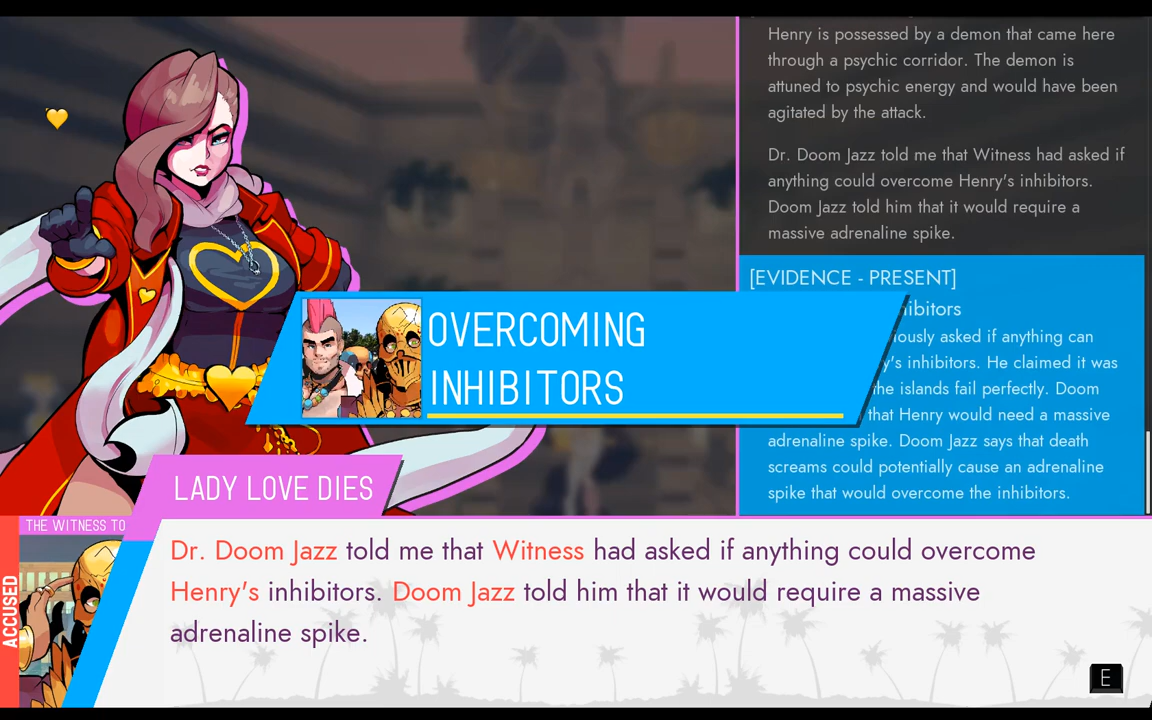 Henry is possessed by a demon that came here
through a psychic corridor. The demon is
attuned to psychic energy and would have been
agitated by the attack.
Dr. Doom Jazz told me that Witness had asked if
anything could overcome Henry's inhibitors.
Doom Jazz told him that it would require a
massive adrenaline spike.
[EVIDENCE - PRESENT]
OVERCOMING
INHIBITORS
if anything can
inhibitors. He claimed it was
the islands fail perfectly. Doom
that Henry would need a massive
adrenaline spike. Doom Jazz says that death
screams could potentially cause an adrenaline
spike that would overcome the inhibitors.
LADY LOVE DIES
THE WITNESS TO
ACCUSED
Dr. Doom Jazz told me that Witness had asked if anything could overcome
Henry's inhibitors. Doom Jazz told him that it would require a massive
adrenaline spike.
E